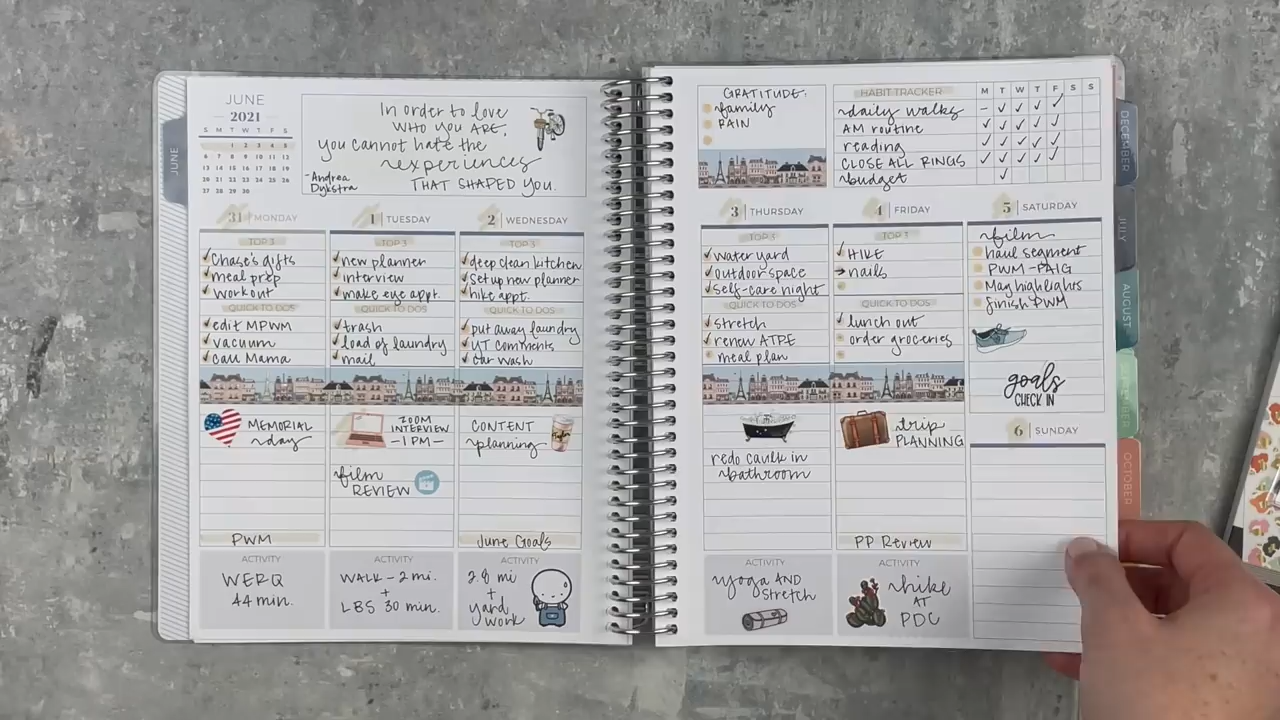 JUNE
2021
S M T W T F S
1 2 3 4 5
6 7 8 9 10 11 12
13 14 15 16 17 18 19
20 21 22 23 24 25 26
27 28 29 30
In order to love
WHO YOU ARE
you cannot hate the
experiences
THAT SHAPED YOU.
-Andrea
Dykstra
JUNE
31 MONDAY
TOP 3
Chase's gifts
meal prep
workout
QUICK TO DOS
edit MPWM
vacuum
call Mama
MEMORIAL
day
PWM
ACTIVITY
WERQ
44 min.
1 TUESDAY
TOP 3
new planner
interview
make eye appt.
QUICK TO DOS
trash
load of laundry
mail
ZOOM
INTERVIEW
-1 PM-
film
REVIEW
ACTIVITY
WALK - 2 mi.
+
LBS 30 min.
2 WEDNESDAY
TOP 3
deep clean kitchen
setup new planner
hike appt.
QUICK TO DOS
put away laundry
YT comments
car wash
CONTENT
planning
June Goals
ACTIVITY
2.8 mi
+
yard
work
GRATITUDE:
family
RAIN
HABIT TRACKER
M T W T F S S
daily walks
AM routine
reading
CLOSE ALL RINGS
budget
3 THURSDAY
TOP 3
water yard
outdoor space
self-care night
QUICK TO DOS
stretch
renew ATPE
meal plan
redo caulk in
bathroom
ACTIVITY
yoga AND
stretch
4 FRIDAY
TOP 3
HIKE
nails
QUICK TO DOS
lunch out
order groceries
trip
PLANNING
PP Review
ACTIVITY
hike
AT
PDC
5 SATURDAY
film
haul segment
PWM - PAIG
May highlights
finish PWM
goals
CHECK IN
6 SUNDAY
DECEMBER
JULY
AUGUST
SEPTEMBER
OCTOBER